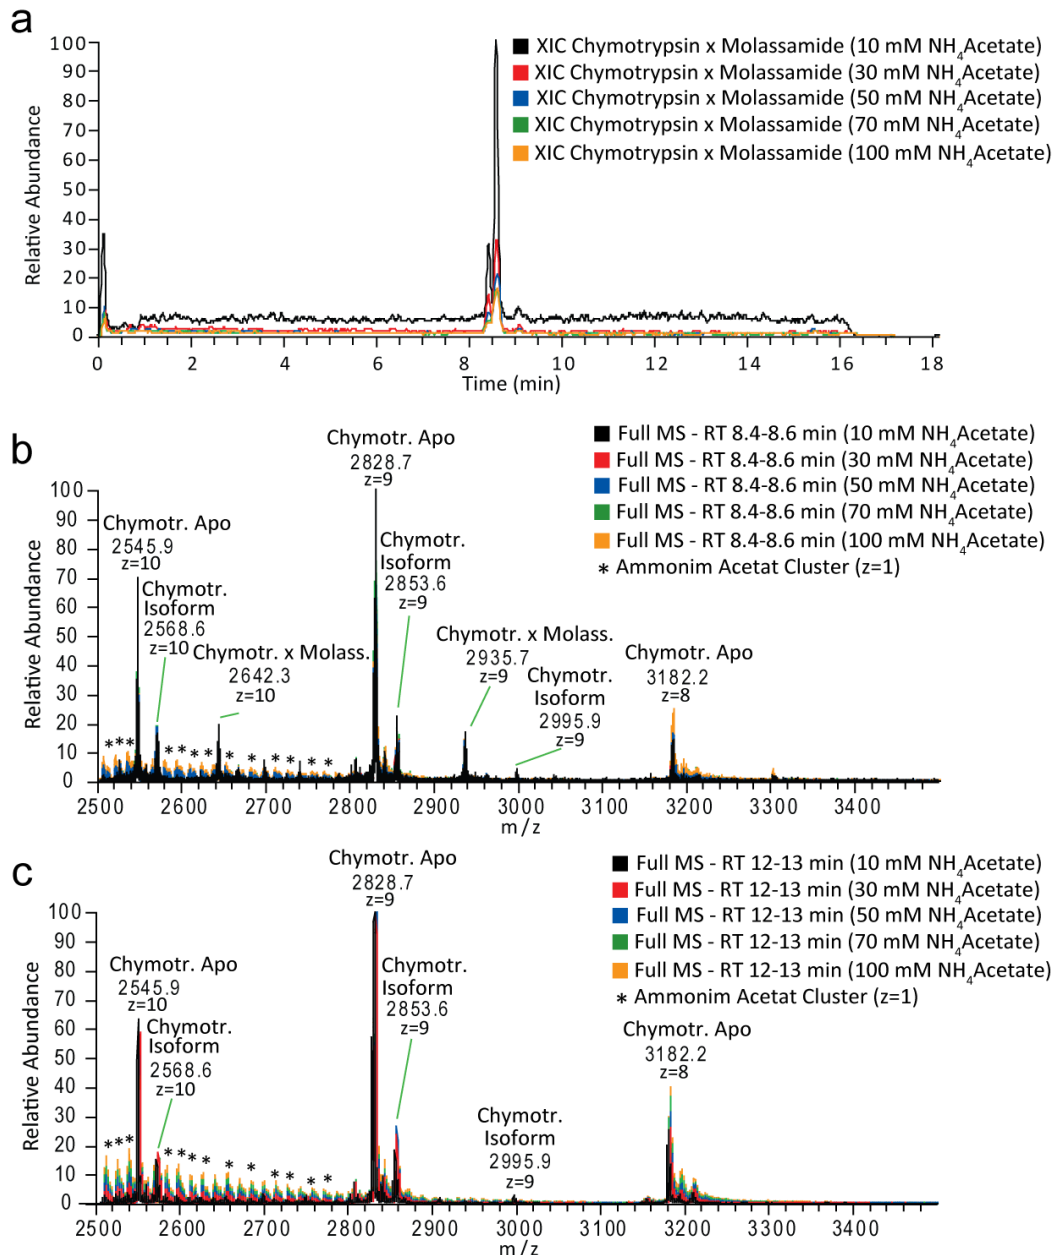 a
XIC Chymotrypsin x Molassamide (10 mM NH4Acetate)
XIC Chymotrypsin x Molassamide (30 mM NH4Acetate)
XIC Chymotrypsin x Molassamide (50 mM NH4Acetate)
XIC Chymotrypsin x Molassamide (70 mM NH4Acetate)
XIC Chymotrypsin x Molassamide (100 mM NH4Acetate)
Relative Abundance
100
90
80
70
60
50
40
30
20
10
0
0 2 4 6 8 10 12 14 16 18
Time (min)
b
Full MS - RT 8.4-8.6 min (10 mM NH4Acetate)
Full MS - RT 8.4-8.6 min (30 mM NH4Acetate)
Full MS - RT 8.4-8.6 min (50 mM NH4Acetate)
Full MS - RT 8.4-8.6 min (70 mM NH4Acetate)
Full MS - RT 8.4-8.6 min (100 mM NH4Acetate)
* Ammonim Acetat Cluster (z=1)
Relative Abundance
100
90
80
70
60
50
40
30
20
10
0
Chymotr. Apo
2545.9
z=10
Chymotr.
Isoform
2568.6
z=10
Chymotr. x Molass.
2642.3
z=10
Chymotr. Apo
2828.7
z=9
Chymotr.
Isoform
2853.6
z=9
Chymotr. x Molass.
2935.7
z=9
Chymotr.
Isoform
2995.9
z=9
Chymotr. Apo
3182.2
z=8
* * * * * * * * * * * * *
2500 2600 2700 2800 2900 3000 3100 3200 3300 3400
m/z
c
Full MS - RT 12-13 min (10 mM NH4Acetate)
Full MS - RT 12-13 min (30 mM NH4Acetate)
Full MS - RT 12-13 min (50 mM NH4Acetate)
Full MS - RT 12-13 min (70 mM NH4Acetate)
Full MS - RT 12-13 min (100 mM NH4Acetate)
* Ammonim Acetat Cluster (z=1)
Relative Abundance
100
90
80
70
60
50
40
30
20
10
0
Chymotr. Apo
2545.9
z=10
Chymotr.
Isoform
2568.6
z=10
Chymotr. Apo
2828.7
z=9
Chymotr.
Isoform
2853.6
z=9
Chymotr.
Isoform
2995.9
z=9
Chymotr. Apo
3182.2
z=8
* * * * * * * * * * * * *
2500 2600 2700 2800 2900 3000 3100 3200 3300 3400
m/z